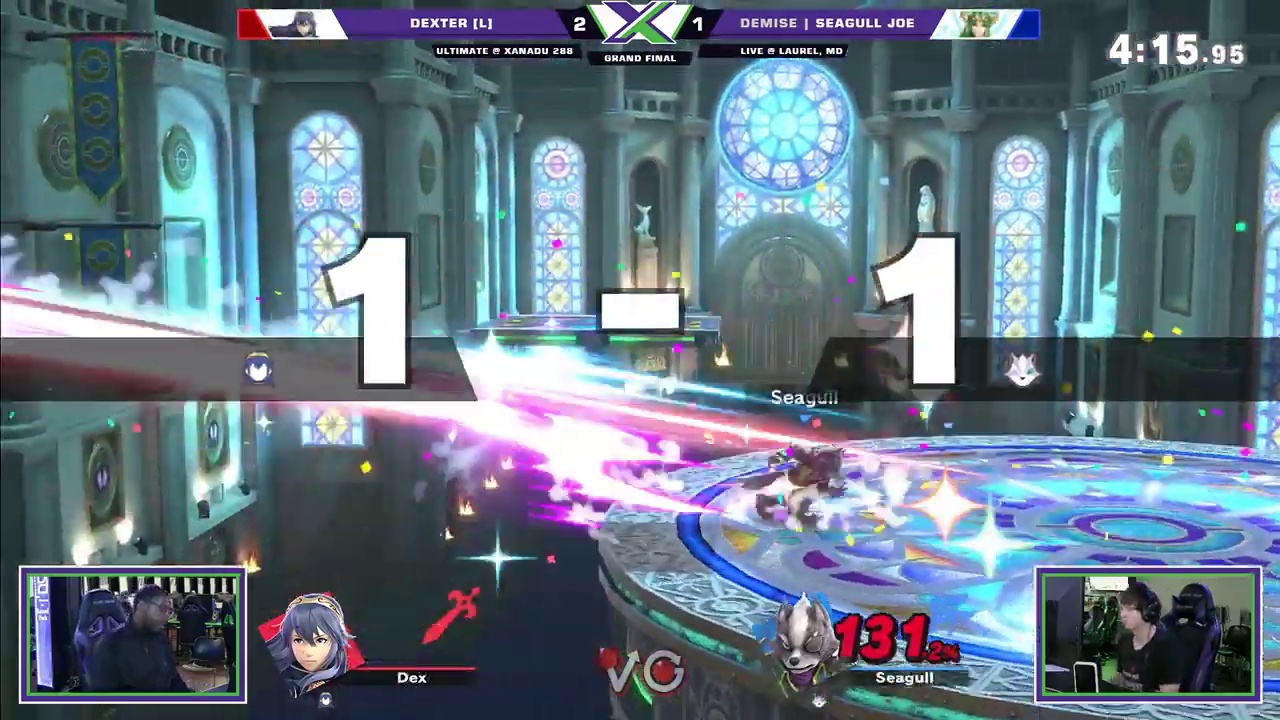 DEXTER [L] 2 X 1 DEMISE | SEAGULL JOE
ULTIMATE @ XANADU 288 GRAND FINAL LIVE @ LAUREL, MD
4:15.95
1 - 1
Seagull
131.2%
Dex
Seagull